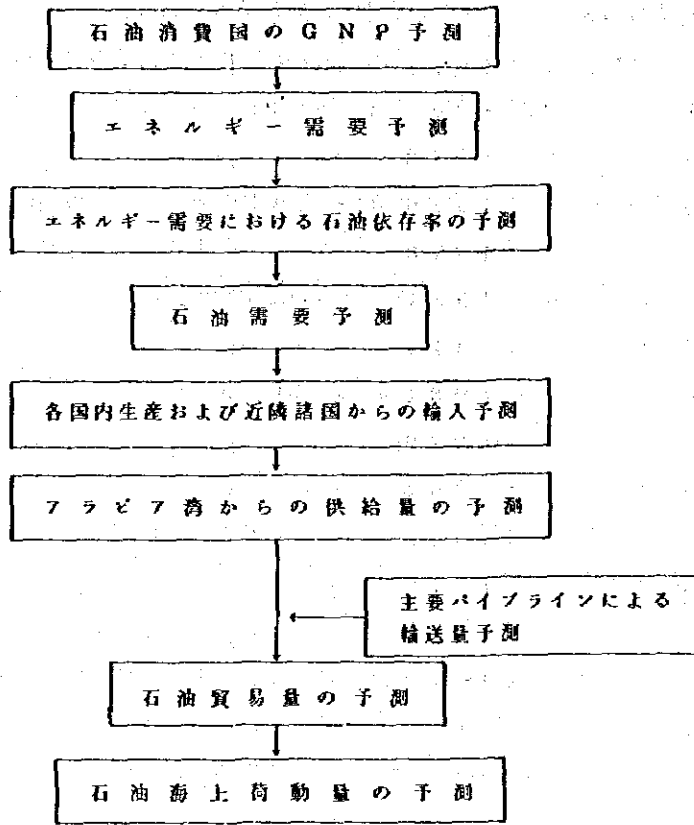 石油消費国のGNP予測
エネルギー需要予測
エネルギー需要における石油依存率の予測
石油需要予測
各国内生産および近隣諸国からの輸入予測
アラビア湾からの供給量の予測
主要パイプラインによる
輸送量予測
石油貿易量の予測
石油海上荷動量の予測